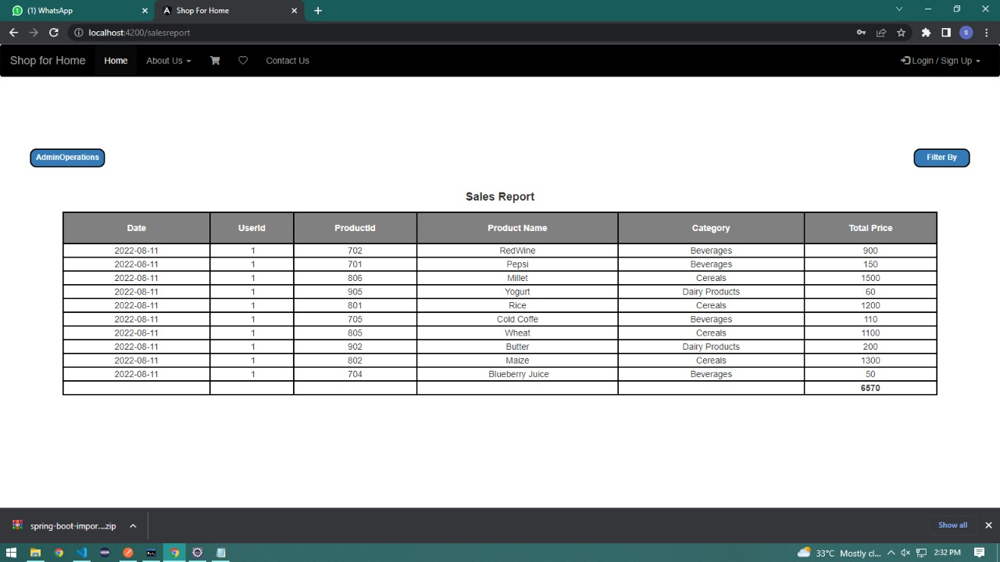 (1) WhatsApp
Shop For Home
localhost:4200/salesreport
S
Shop for Home
Home
About Us
Contact Us
Login / Sign Up
AdminOperations
Filter By
Sales Report
Date UserId ProductId Product Name Category Total Price
2022-08-11 1 702 RedWine Beverages 900
2022-08-11 1 701 Pepsi Beverages 150
2022-08-11 1 806 Millet Cereals 1500
2022-08-11 1 905 Yogurt Dairy Products 60
2022-08-11 1 801 Rice Cereals 1200
2022-08-11 1 705 Cold Coffe Beverages 110
2022-08-11 1 805 Wheat Cereals 1100
2022-08-11 1 902 Butter Dairy Products 200
2022-08-11 1 802 Maize Cereals 1300
2022-08-11 1 704 Blueberry Juice Beverages 50
6570
spring-boot-impor....zip
Show all
33°C Mostly cl...
2:32 PM